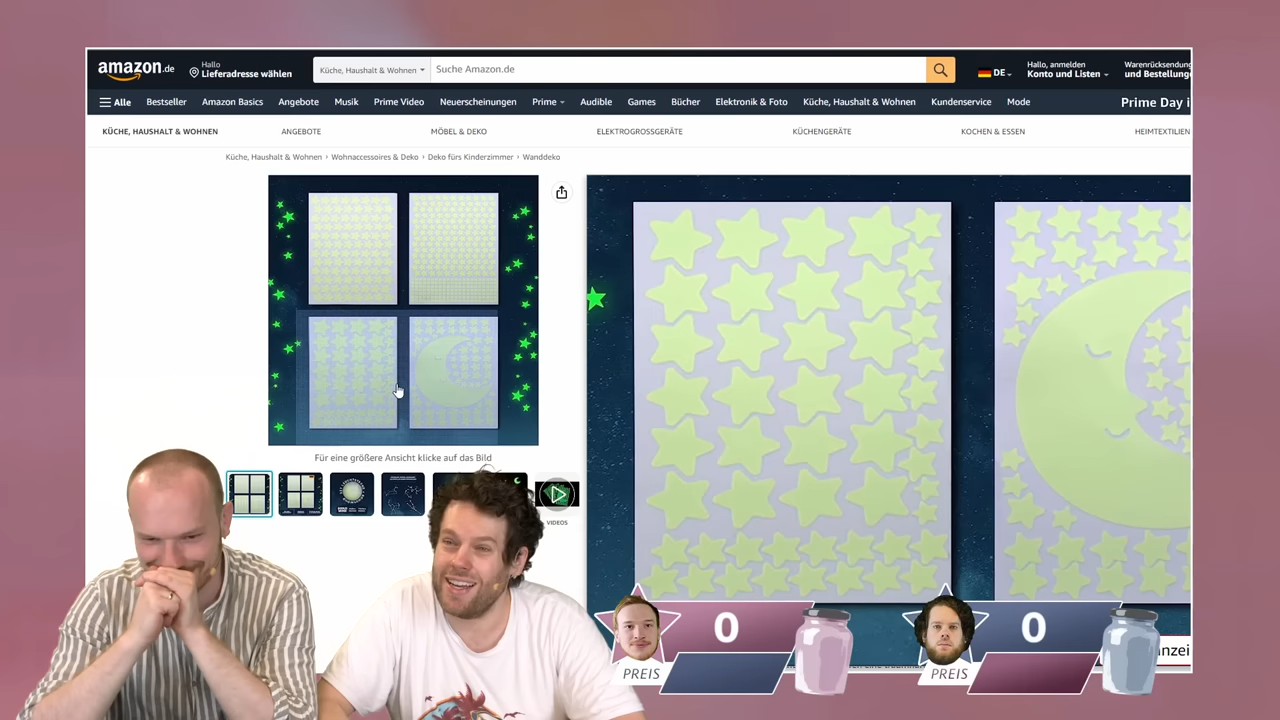 amazon.de
Hallo
Lieferadresse wählen
Küche, Haushalt & Wohnen
Suche Amazon.de
DE
Hallo, anmelden
Konto und Listen
Warenrücksendung
und Bestellunge
Alle
Bestseller
Amazon Basics
Angebote
Musik
Prime Video
Neuerscheinungen
Prime
Audible
Games
Bücher
Elektronik & Foto
Küche, Haushalt & Wohnen
Kundenservice
Mode
Prime Day i
KÜCHE, HAUSHALT & WOHNEN
ANGEBOTE
MÖBEL & DEKO
ELEKTROGROSSGERÄTE
KÜCHENGERÄTE
KOCHEN & ESSEN
HEIMTEXTILIEN
Küche, Haushalt & Wohnen › Wohnaccessoires & Deko › Deko fürs Kinderzimmer › Wanddeko
Für eine größere Ansicht klicke auf das Bild
VIDEOS
0
0
PREIS
PREIS